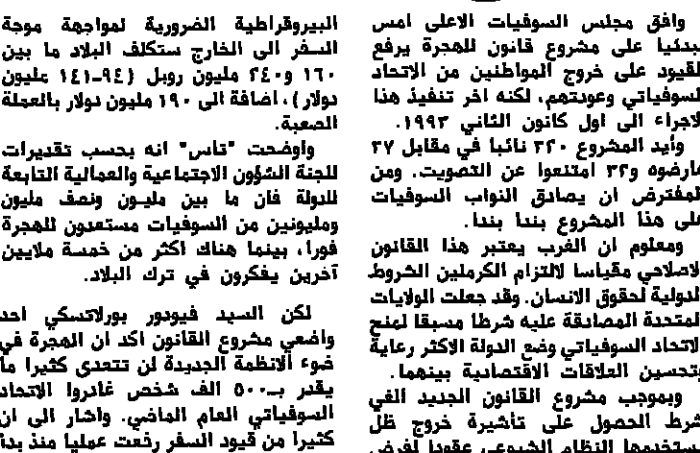 وافق مجلس السوفيات الاعلى امس
مبدئيا على مشروع قانون للهجرة يرفع
القيود على خروج المواطنين من الاتحاد
السوفياتي وعودتهم، لكنه اخر تنفيذ هذا
الاجراء الى اول كانون الثاني ١٩٩٣.
وأيد المشروع ٣٢٠ نائبا في مقابل ٣٧
عارضوه و٣٢ امتنعوا عن التصويت. ومن
المفترض ان يصادق النواب السوفيات
على هذا المشروع بندا بندا.
ومعلوم ان الغرب يعتبر هذا القانون
الاصلاحي مقياسا لالتزام الكرملين الشروط
الدولية لحقوق الانسان. وقد جعلت الولايات
المتحدة المصادقة عليه شرطا مسبقا لمنح
الاتحاد السوفياتي وضع الدولة الاكثر رعاية
وتحسين العلاقات الاقتصادية بينهما.
وبموجب مشروع القانون الجديد الغي
شرط الحصول على تأشيرة خروج ظل
يستخدمها النظام الشيوعي عقودا لفرض
البيروقراطية الضرورية لمواجهة موجة
السفر الى الخارج ستكلف البلاد ما بين
١٦٠ و٢٤٠ مليون روبل (٩٤-١٤١ مليون
دولار)، اضافة الى ١٩٠ مليون دولار بالعملة
الصعبة.
واوضحت "تاس" انه بحسب تقديرات
للجنة الشؤون الاجتماعية والعمالية التابعة
للدولة فان ما بين مليون ونصف مليون
ومليونين من السوفيات مستعدون للهجرة
فورا، بينما هناك اكثر من خمسة ملايين
آخرين يفكرون في ترك البلاد.
لكن السيد فيودور بورلاتسكي احد
واضعي مشروع القانون اكد ان الهجرة في
ضوء الانظمة الجديدة لن تتعدى كثيرا ما
يقدر بـ٥٠٠ الف شخص غادروا الاتحاد
السوفياتي العام الماضي. واشار الى ان
كثيرا من قيود السفر رفعت عمليا منذ بدأ